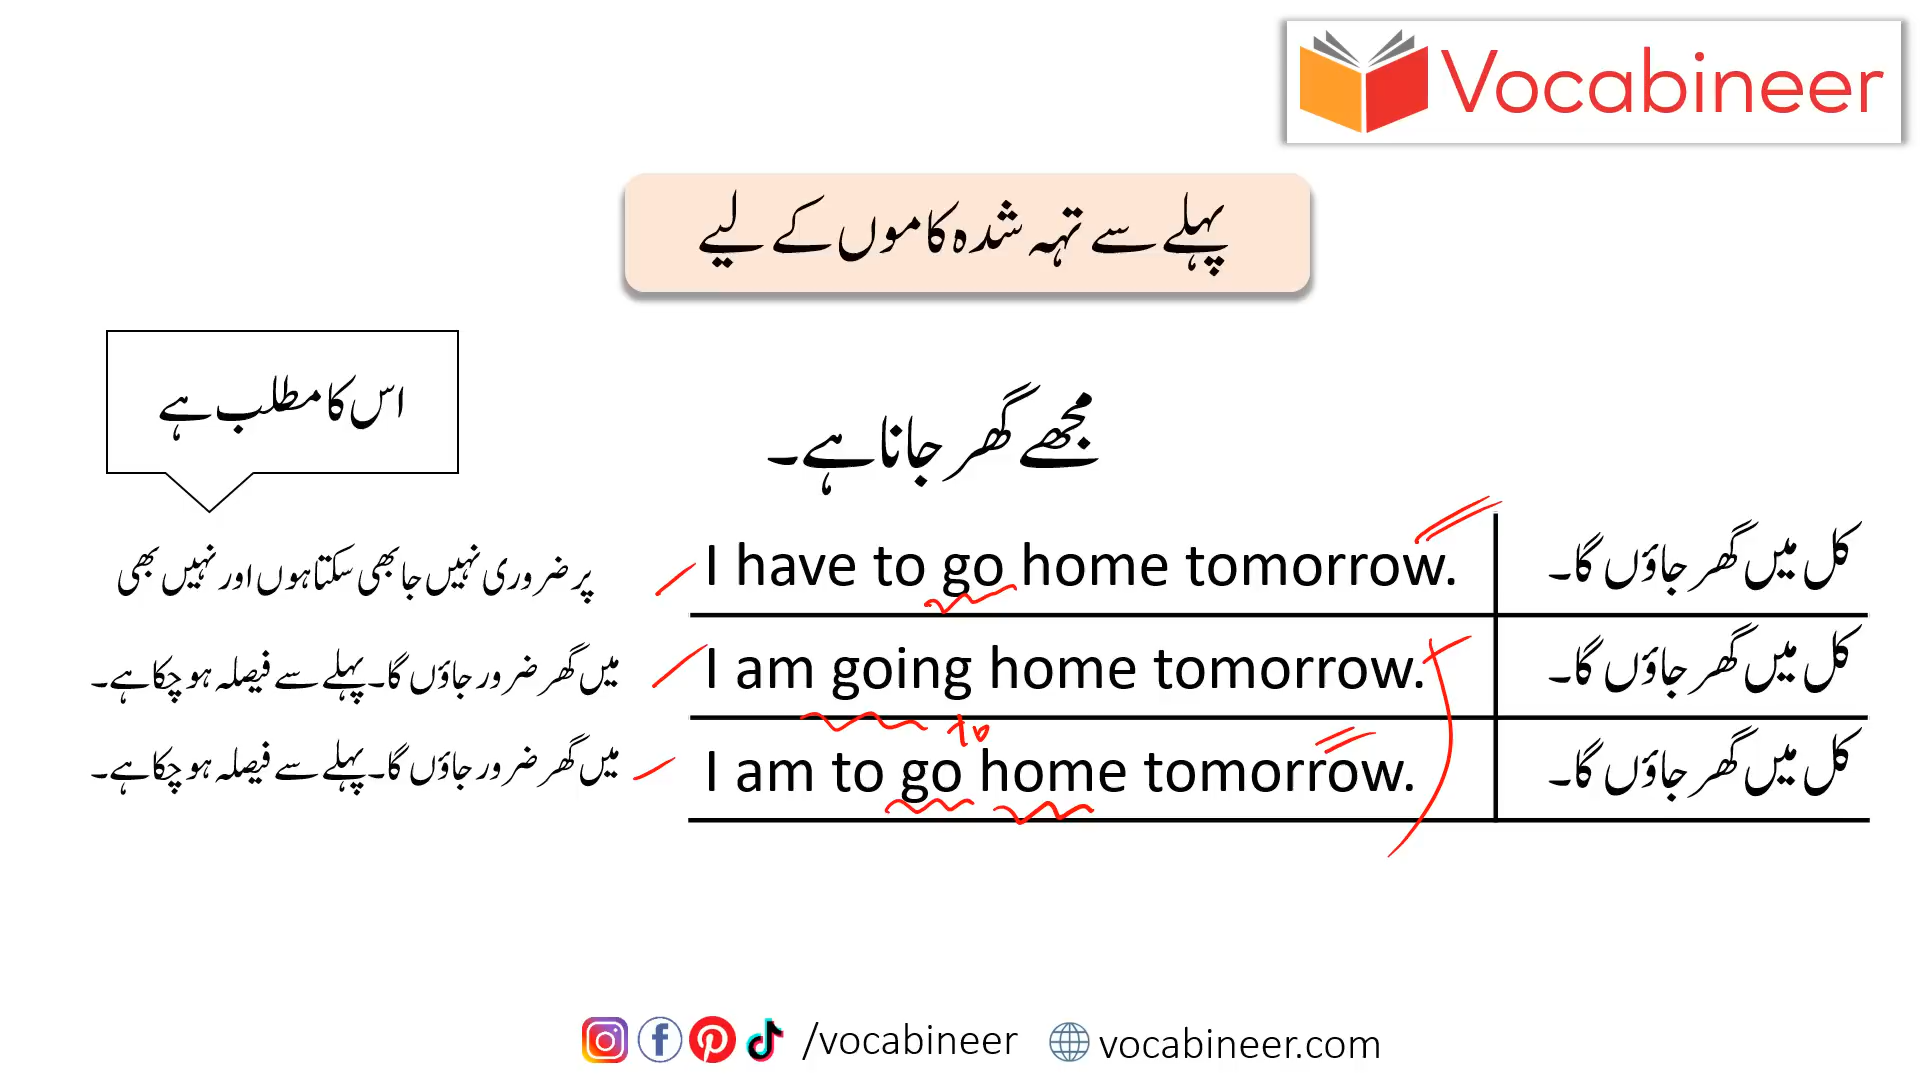 Vocabineer
پہلے سے تہہ شدہ کاموں کے لیے
اس کا مطلب ہے
مجھے گھر جانا ہے۔
کل میں گھر جاؤں گا۔
I have to go home tomorrow.
پر ضروری نہیں جا بھی سکتا ہوں اور نہیں بھی
کل میں گھر جاؤں گا۔
I am going home tomorrow.
میں گھر ضرور جاؤں گا۔ پہلے سے فیصلہ ہو چکا ہے۔
to
کل میں گھر جاؤں گا۔
I am to go home tomorrow.
میں گھر ضرور جاؤں گا۔ پہلے سے فیصلہ ہو چکا ہے۔
/vocabineer
vocabineer.com